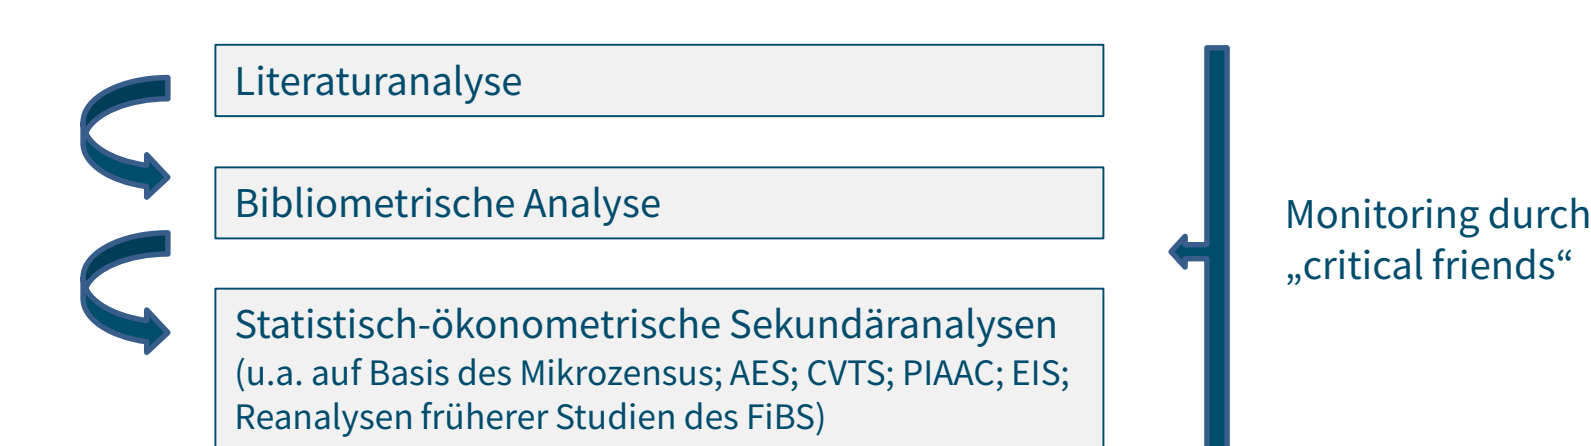 Literaturanalyse
Bibliometrische Analyse
Statistisch-ökonometrische Sekundäranalysen
(u.a. auf Basis des Mikrozensus; AES; CVTS; PIAAC; EIS;
Reanalysen früherer Studien des FiBS)
Monitoring durch
„critical friends“